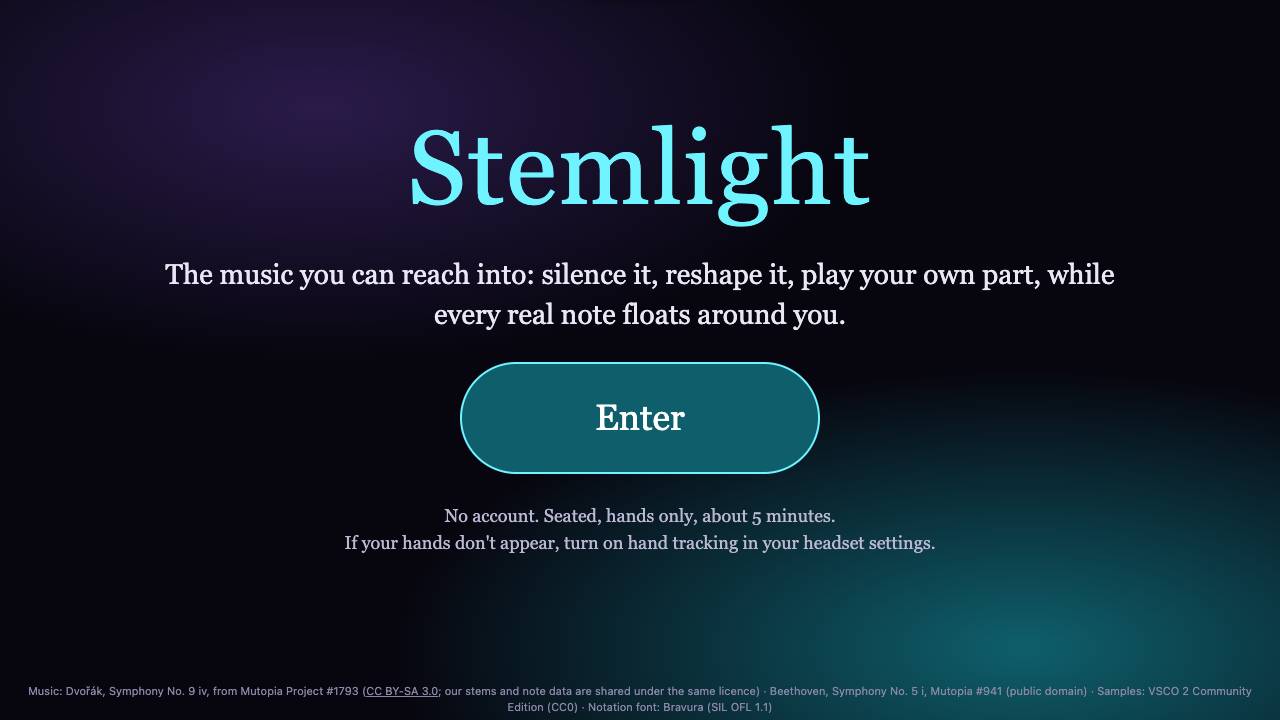 Stemlight
The music you can reach into: silence it, reshape it, play your own part, while
every real note floats around you.
Enter
No account. Seated, hands only, about 5 minutes.
If your hands don't appear, turn on hand tracking in your headset settings.
Music: Dvořák, Symphony No. 9 iv, from Mutopia Project #1793 (CC BY-SA 3.0; our stems and note data are shared under the same licence) · Beethoven, Symphony No. 5 i, Mutopia #941 (public domain) · Samples: VSCO 2 Community
Edition (CC0) · Notation font: Bravura (SIL OFL 1.1)